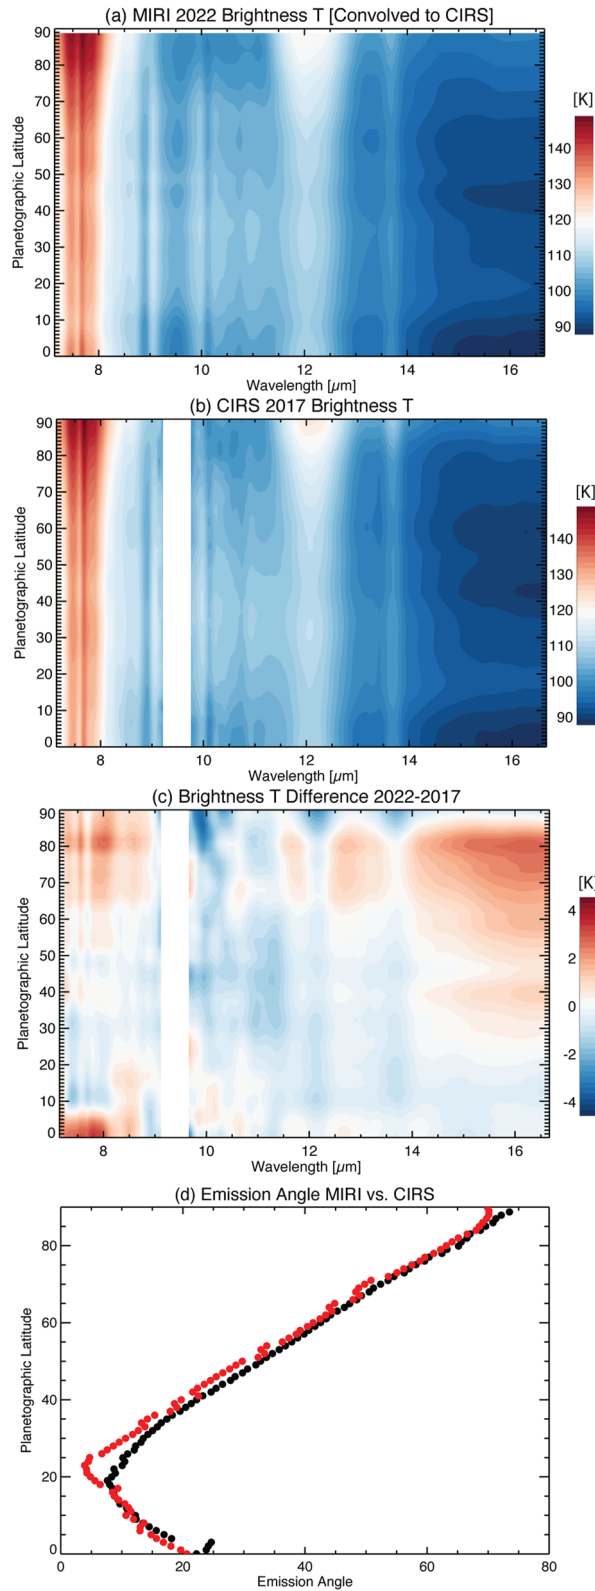 (a) MIRI 2022 Brightness T [Convolved to CIRS]
90
80
70
60
50
40
30
20
10
0
Planetographic Latitude
8 10 12 14 16
Wavelength [μm]
[K]
140
130
120
110
100
90
(b) CIRS 2017 Brightness T
90
80
70
60
50
40
30
20
10
0
Planetographic Latitude
8 10 12 14 16
Wavelength [μm]
[K]
140
130
120
110
100
90
(c) Brightness T Difference 2022-2017
90
80
70
60
50
40
30
20
10
0
Planetographic Latitude
8 10 12 14 16
Wavelength [μm]
[K]
4
2
0
-2
-4
(d) Emission Angle MIRI vs. CIRS
80
60
40
20
0
Planetographic Latitude
0 20 40 60 80
Emission Angle